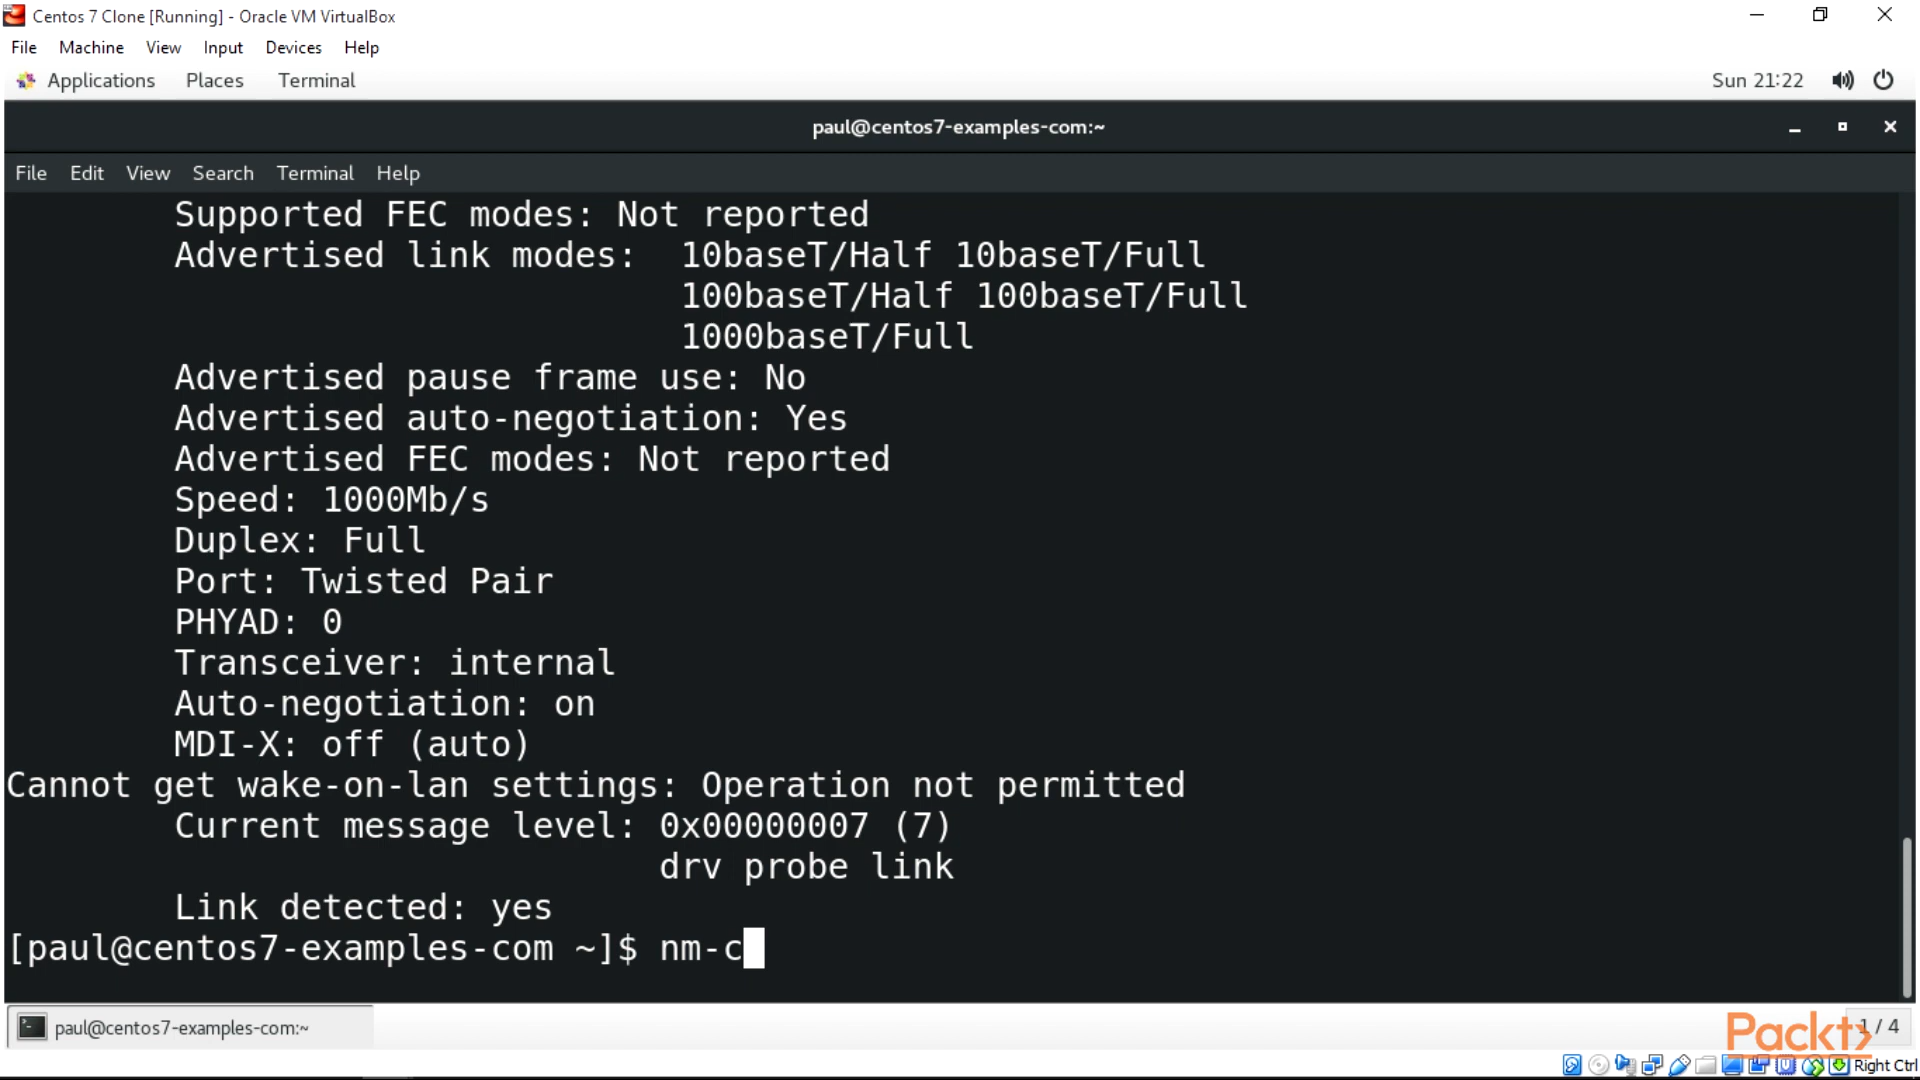 Centos 7 Clone [Running] - Oracle VM VirtualBox
File Machine View Input Devices Help
Applications Places Terminal Sun 21:22
paul@centos7-examples-com:~
File Edit View Search Terminal Help
Supported FEC modes: Not reported
Advertised link modes: 10baseT/Half 10baseT/Full
100baseT/Half 100baseT/Full
1000baseT/Full
Advertised pause frame use: No
Advertised auto-negotiation: Yes
Advertised FEC modes: Not reported
Speed: 1000Mb/s
Duplex: Full
Port: Twisted Pair
PHYAD: 0
Transceiver: internal
Auto-negotiation: on
MDI-X: off (auto)
Cannot get wake-on-lan settings: Operation not permitted
Current message level: 0x00000007 (7)
drv probe link
Link detected: yes
[paul@centos7-examples-com ~]$ nm-c
paul@centos7-examples-com:~
Packt 1 / 4
Right Ctrl